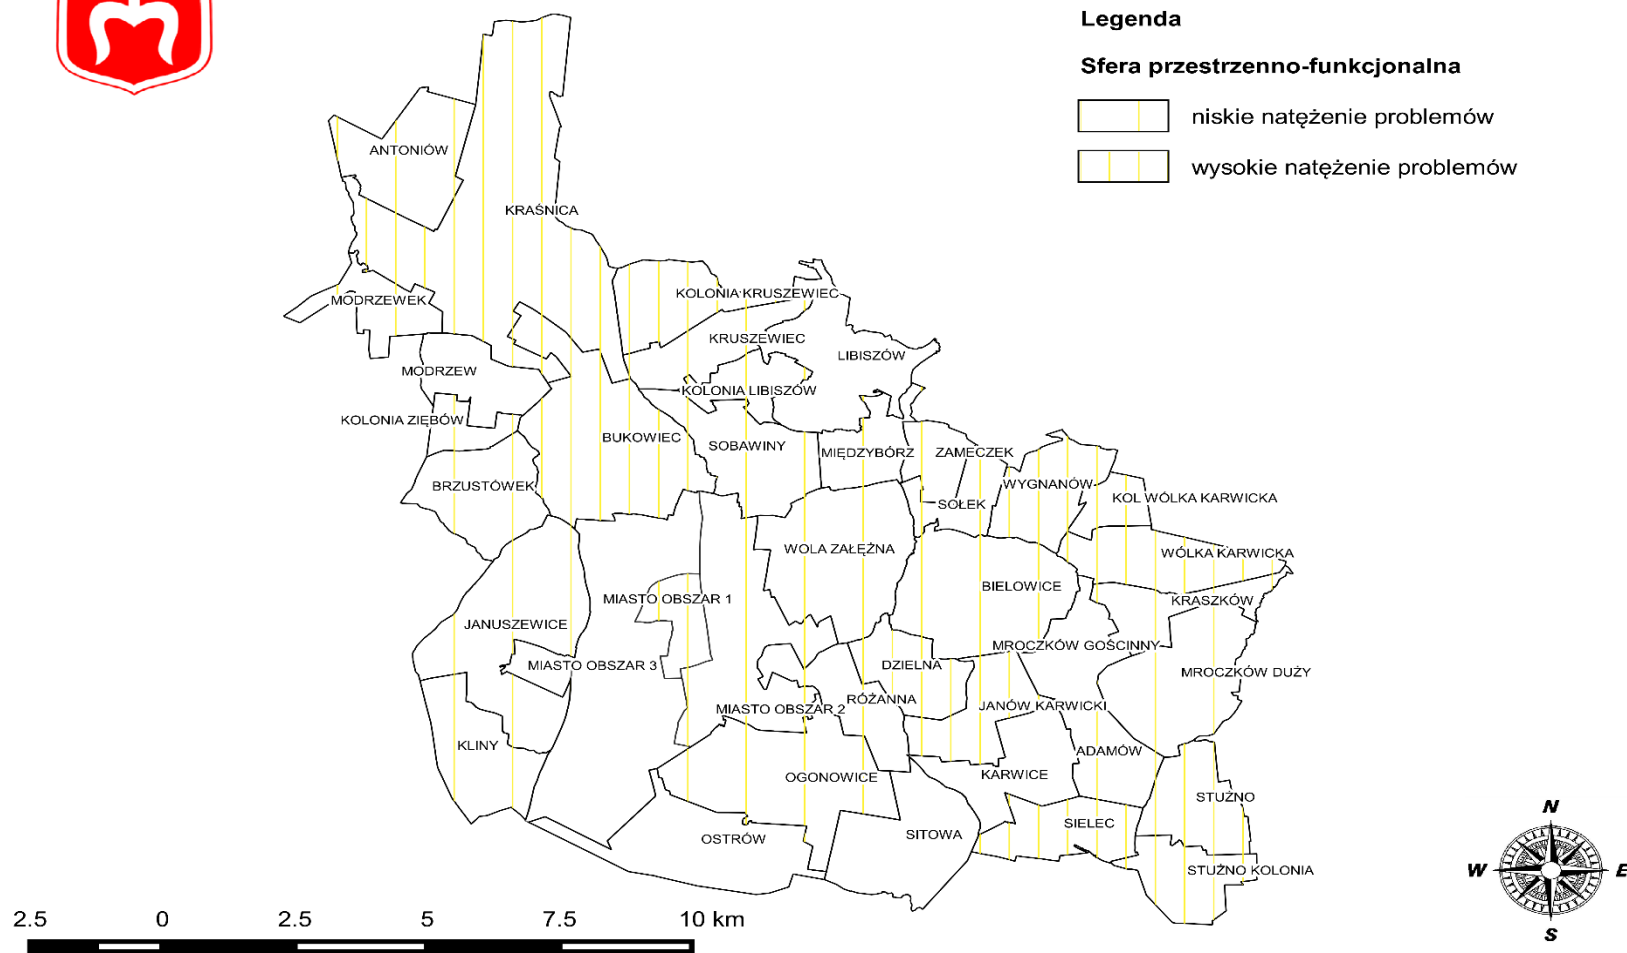 Legenda
Sfera przestrzenno-funkcjonalna
niskie natężenie problemów
wysokie natężenie problemów
ANTONIÓW
KRAŚNICA
MODRZEWEK
KOLONIA KRUSZEWIEC
KRUSZEWIEC
LIBISZÓW
MODRZEW
KOLONIA LIBISZÓW
KOLONIA ZIĘBÓW
BUKOWIEC
SOBAWINY
MIĘDZYBÓRZ
ZAMECZEK
BRZUSTÓWEK
WYGNANÓW
KOL WÓLKA KARWICKA
SOŁEK
WOLA ZAŁĘŻNA
WÓLKA KARWICKA
BIELOWICE
MIASTO OBSZAR 1
KRASZKÓW
JANUSZEWICE
MROCZKÓW GOŚCINNY
MIASTO OBSZAR 3
DZIELNA
MROCZKÓW DUŻY
RÓŻANNA
MIASTO OBSZAR 2
JANÓW KARWICKI
KLINY
ADAMÓW
OGONOWICE
KARWICE
STUŻNO
SIELEC
OSTRÓW
SITOWA
STUŻNO KOLONIA
N
W
E
S
2.5 0 2.5 5 7.5 10 km